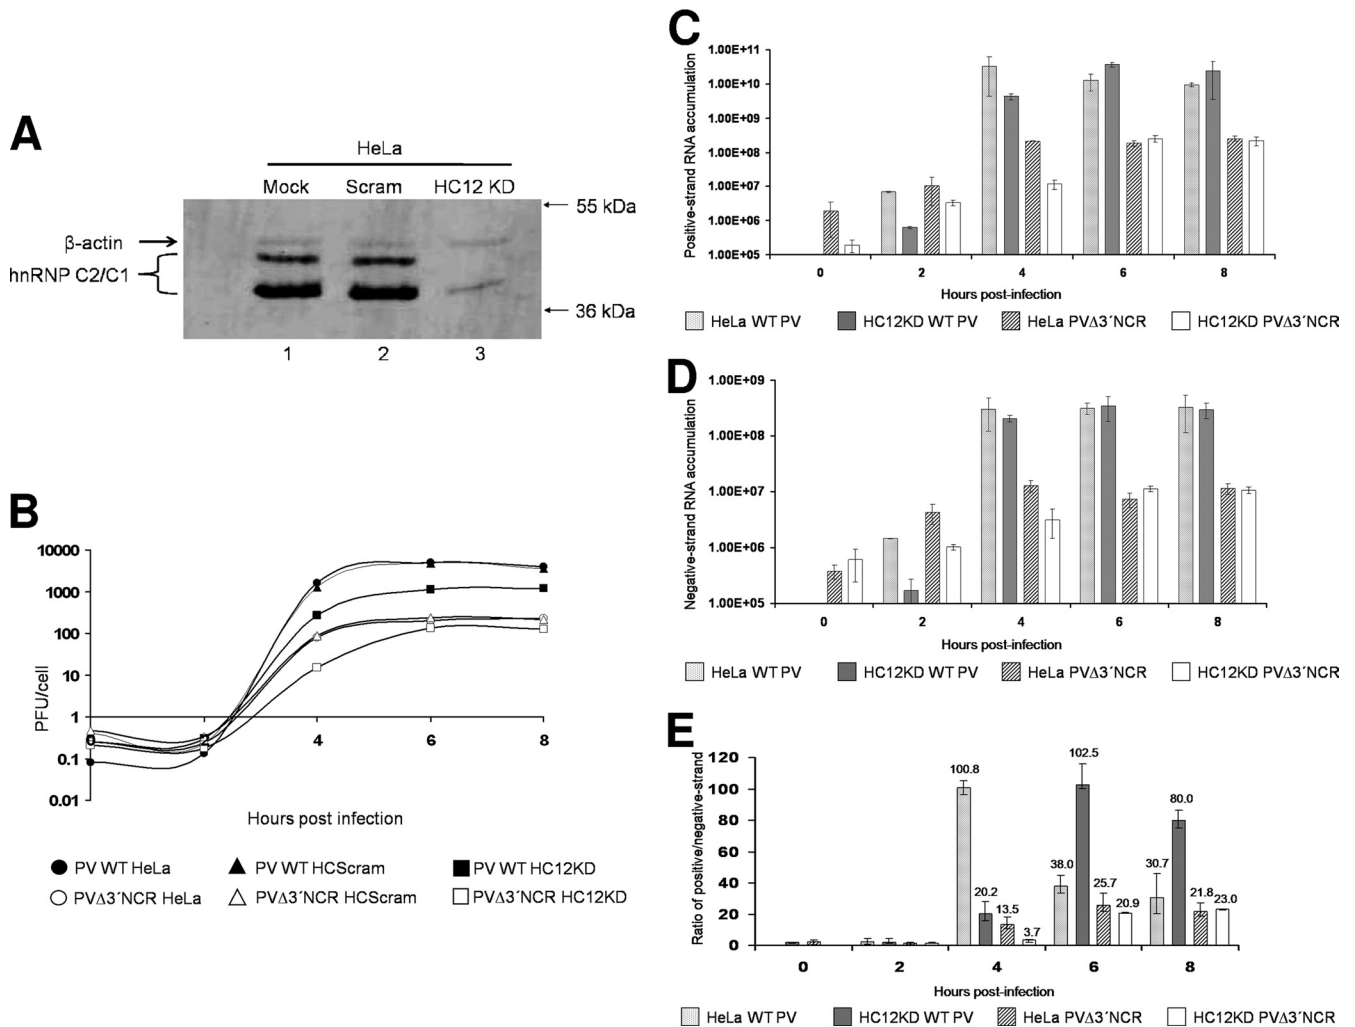 A
HeLa
Mock Scram HC12 KD
55 kDa
β-actin
hnRNP C2/C1
36 kDa
1 2 3
B
PFU/cell
10000
1000
100
10
1
0.1
0.01
0 4 6 8
Hours post infection
PV WT HeLa PV WT HCScram PV WT HC12KD
PVΔ3´NCR HeLa PVΔ3´NCR HCScram PVΔ3´NCR HC12KD
C
Positive-strand RNA accumulation
1.00E+11
1.00E+10
1.00E+09
1.00E+08
1.00E+07
1.00E+06
1.00E+05
0 2 4 6 8
Hours post-infection
HeLa WT PV HC12KD WT PV HeLa PVΔ3´NCR HC12KD PVΔ3´NCR
D
Negative-strand RNA accumulation
1.00E+09
1.00E+08
1.00E+07
1.00E+06
1.00E+05
0 2 4 6 8
Hours post-infection
HeLa WT PV HC12KD WT PV HeLa PVΔ3´NCR HC12KD PVΔ3´NCR
E
Ratio of positive/negative-strand
120
100
80
60
40
20
0
100.8 20.2 13.5 3.7
38.0 102.5 25.7 20.9
30.7 80.0 21.8 23.0
0 2 4 6 8
Hours post-infection
HeLa WT PV HC12KD WT PV HeLa PVΔ3´NCR HC12KD PVΔ3´NCR